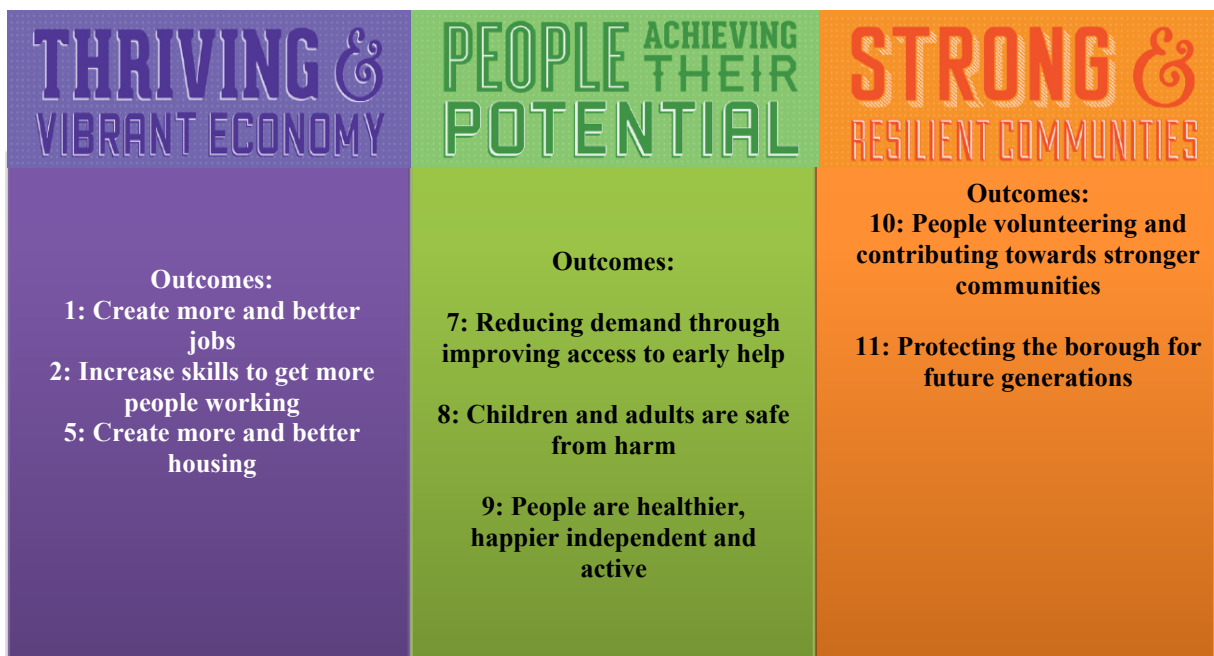 THRIVING &
VIBRANT ECONOMY
Outcomes:
1: Create more and better
jobs
2: Increase skills to get more
people working
5: Create more and better
housing
PEOPLE ACHIEVING
THEIR
POTENTIAL
Outcomes:
7: Reducing demand through
improving access to early help
8: Children and adults are safe
from harm
9: People are healthier,
happier independent and
active
STRONG &
RESILIENT COMMUNITIES
Outcomes:
10: People volunteering and
contributing towards stronger
communities
11: Protecting the borough for
future generations